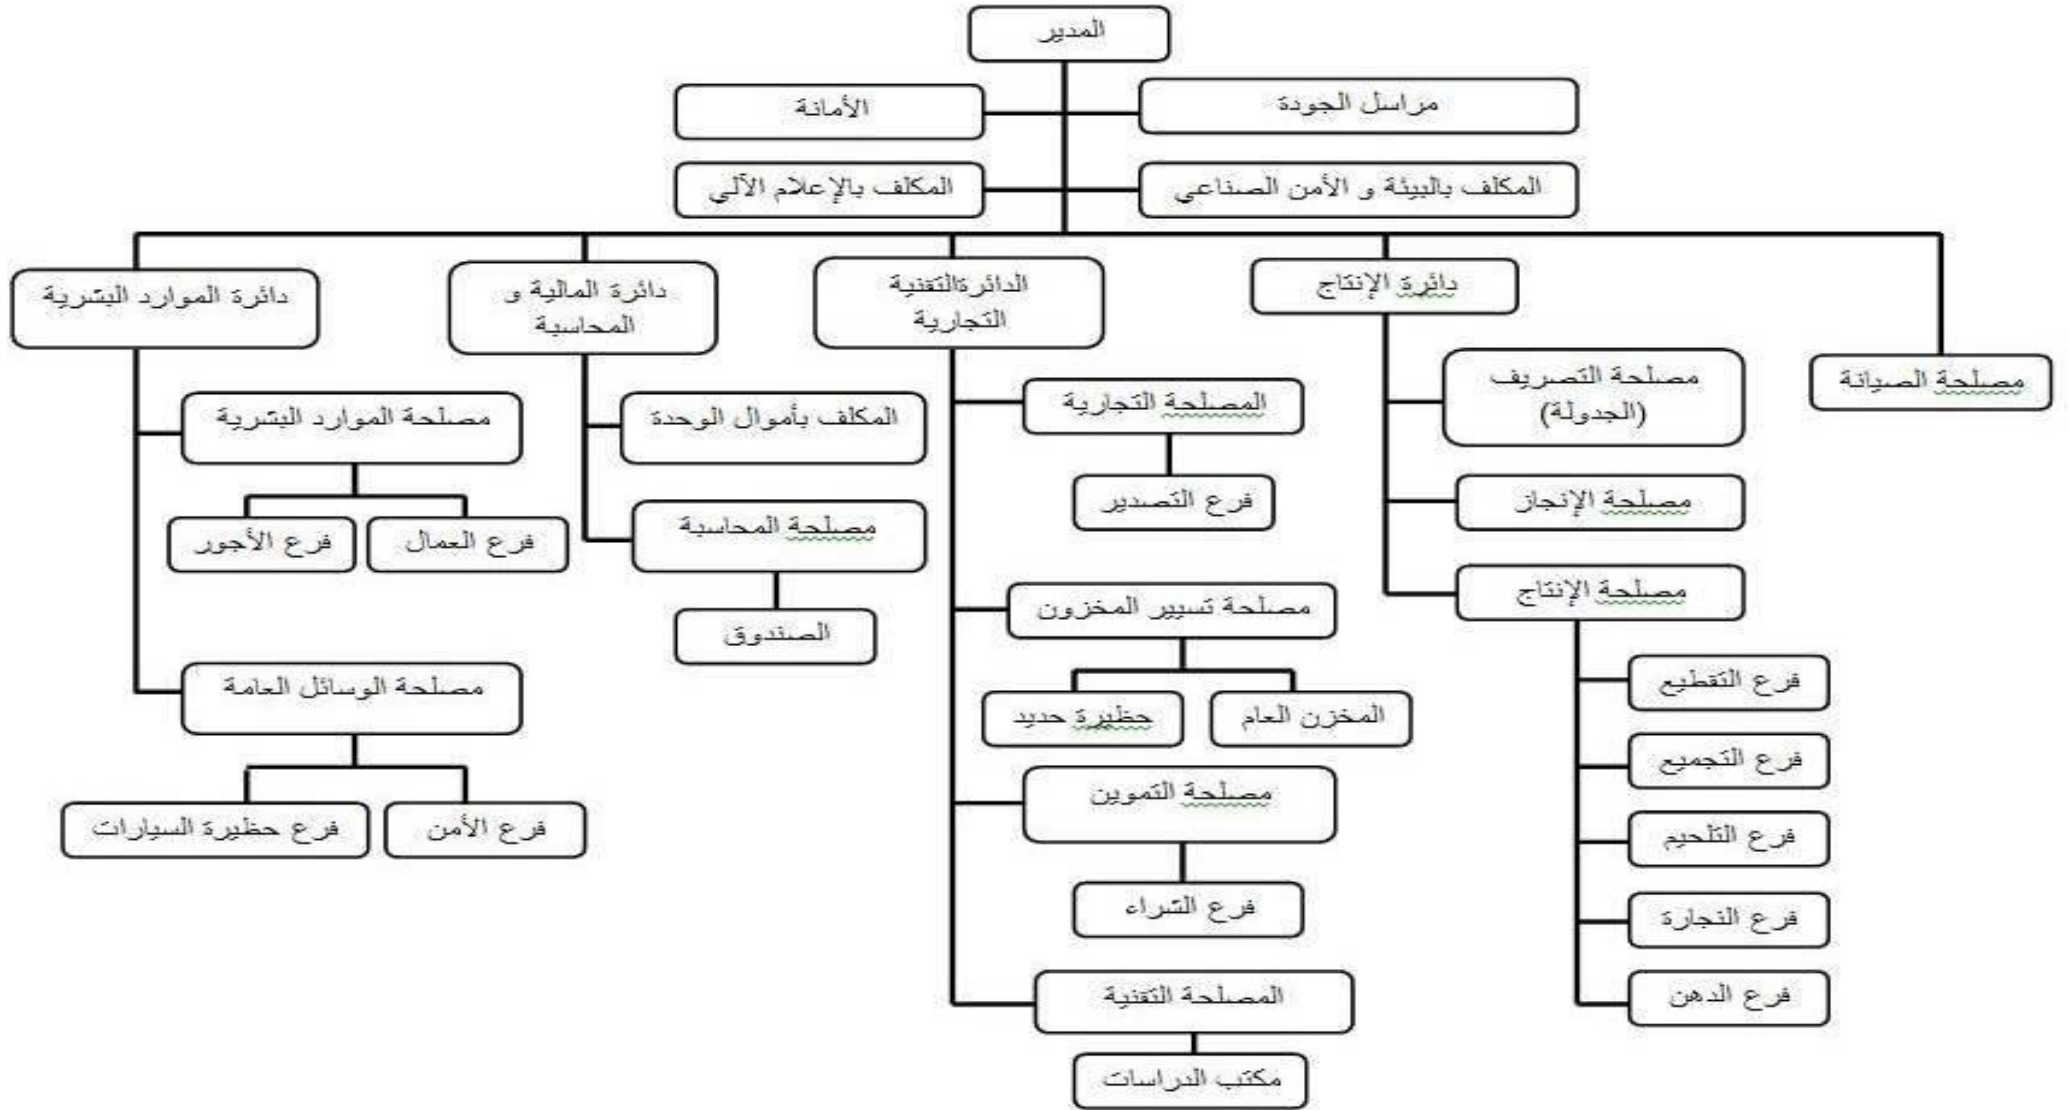 المدير
مراسل الجودة
الأمانة
المكلف بالبيئة و الأمن الصناعي
المكلف بالإعلام الآلي
مصلحة الصيانة
دائرة الإنتاج
مصلحة التصريف
(الجدولة)
مصلحة الإنجاز
مصلحة الإنتاج
فرع التقطيع
فرع التجميع
فرع التلحيم
فرع النجارة
فرع الدهن
الدائرةالتقنية
التجارية
المصلحة التجارية
فرع التصدير
مصلحة تسيير المخزون
المخزن العام
حظيرة حديد
مصلحة التموين
فرع الشراء
المصلحة التقنية
مكتب الدراسات
دائرة المالية و
المحاسبة
المكلف بأموال الوحدة
مصلحة المحاسبة
الصندوق
دائرة الموارد البشرية
مصلحة الموارد البشرية
فرع العمال
فرع الأجور
مصلحة الوسائل العامة
فرع الأمن
فرع حظيرة السيارات